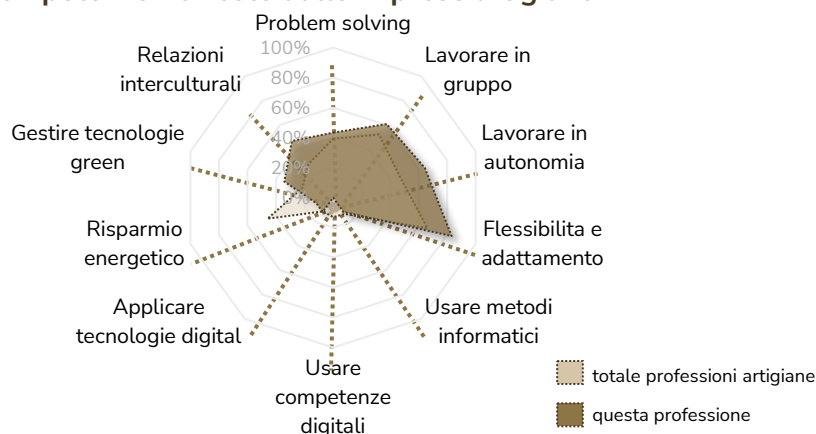 Problem solving
100%
80%
60%
40%
20%
0%
Lavorare in
gruppo
Lavorare in
autonomia
Flessibilita e
adattamento
Usare metodi
informatici
Usare
competenze
digitali
Applicare
tecnologie digital
Risparmio
energetico
Gestire tecnologie
green
Relazioni
interculturali
totale professioni artigiane
questa professione